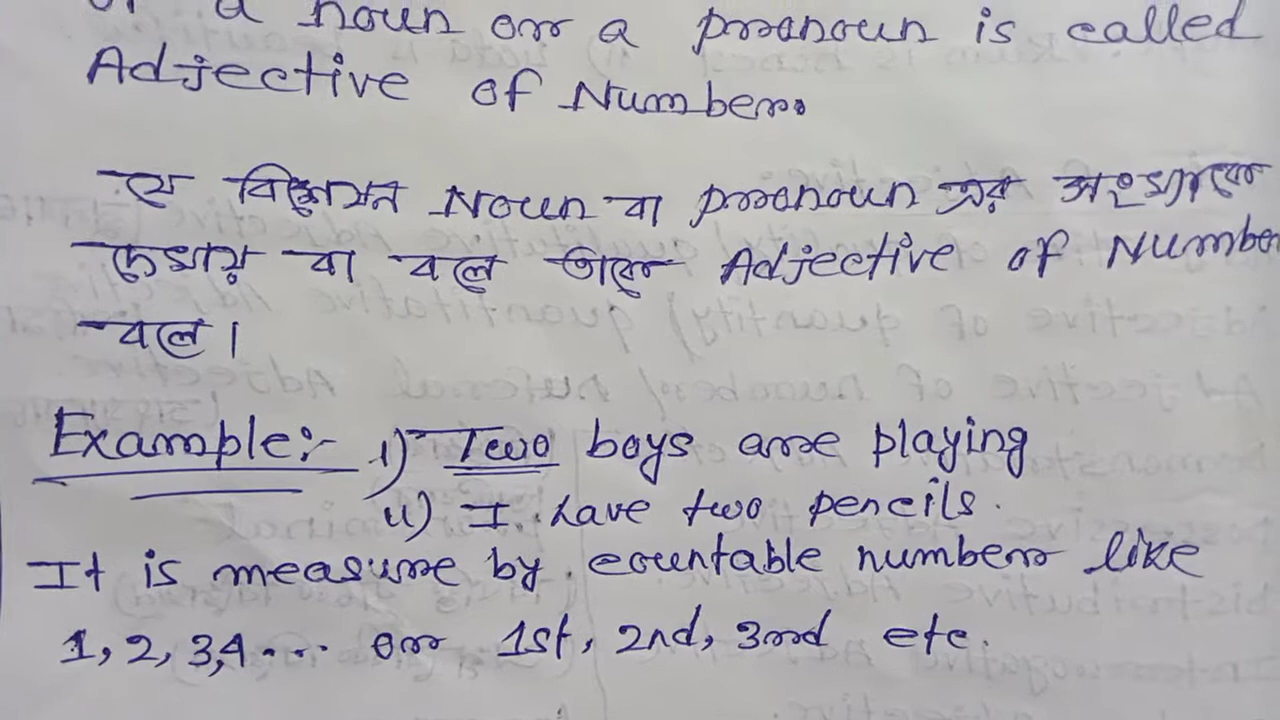 of a noun or a pronoun is called
Adjective of Number.
যে বিশেষন Noun বা pronoun এর সংখ্যাকে
দেখায় বা বলে তাকে Adjective of Number
বলে।
Example:- i) Two boys are playing
ii) I have two pencils.
It is measure by countable number like
1, 2, 3, 4 .... or 1st, 2nd, 3rd etc.